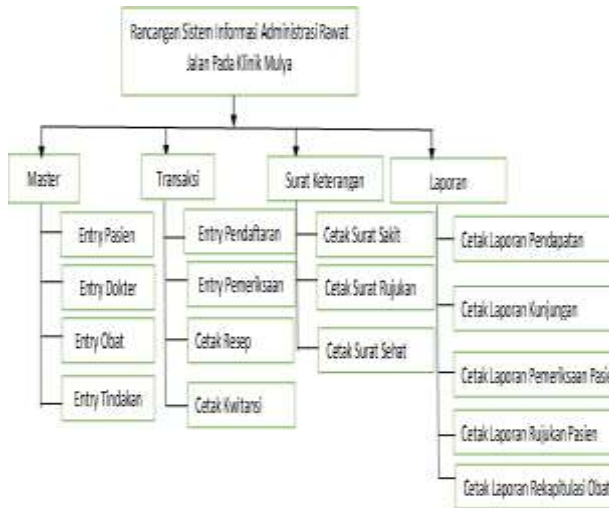 Rancangan Sistem Informasi Administrasi Rawat
Jalan Pada Klinik Mulya
Master
Transaksi
Surat Keterangan
Laporan
Entry Pasien
Entry Dokter
Entry Obat
Entry Tindakan
Entry Pendaftaran
Entry Pemeriksaan
Cetak Resep
Cetak Kwitansi
Cetak Surat Sakit
Cetak Surat Rujukan
Cetak Surat Sehat
Cetak Laporan Pendapatan
Cetak Laporan Kunjungan
Cetak Laporan Pemeriksaan Pasie
Cetak Laporan Rujukan Pasien
Cetak Laporan Rekapitulasi Obat